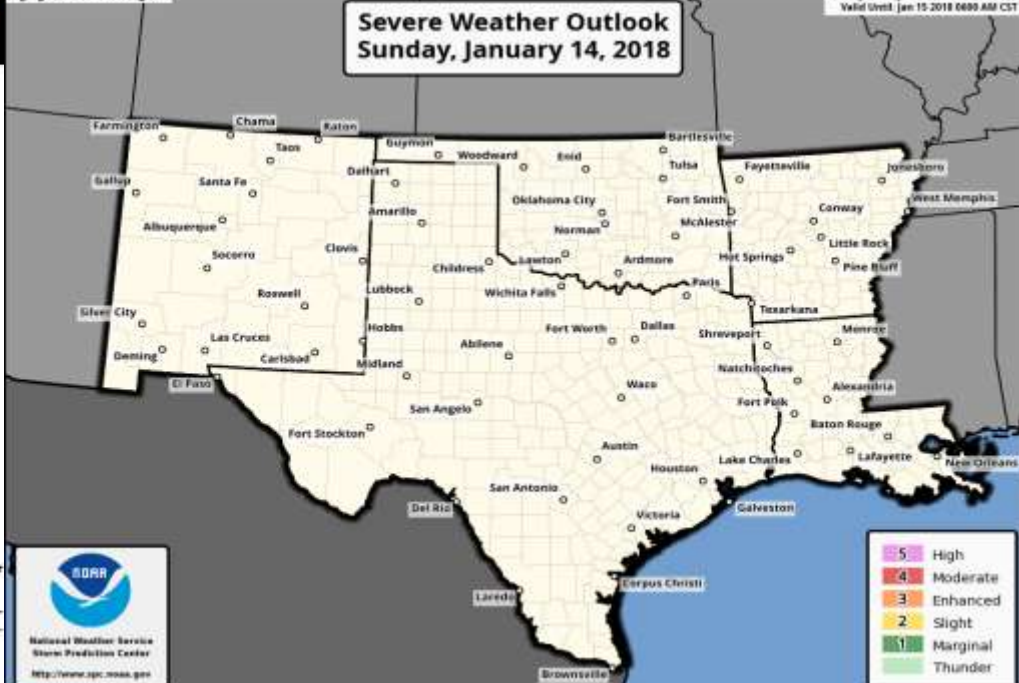 Valid Until: Jan 15 2018 0600 AM CST
Severe Weather Outlook
Sunday, January 14, 2018
Farmington
Chama
Raton
Taos
Gallup
Santa Fe
Albuquerque
Socorro
Clovis
Roswell
Silver City
Las Cruces
Deming
Carlsbad
Hobbs
El Paso
Guymon
Woodward
Enid
Bartlesville
Tulsa
Dalhart
Amarillo
Oklahoma City
Norman
Fort Smith
McAlester
Lawton
Ardmore
Childress
Lubbock
Wichita Falls
Paris
Fayetteville
Jonesboro
West Memphis
Conway
Little Rock
Hot Springs
Pine Bluff
Texarkana
Fort Worth
Dallas
Shreveport
Monroe
Abilene
Midland
Natchitoches
Waco
Alexandria
San Angelo
Fort Polk
Baton Rouge
Fort Stockton
Austin
Houston
Lake Charles
Lafayette
New Orleans
San Antonio
Del Rio
Galveston
Victoria
Corpus Christi
Laredo
Brownsville
NOAA
National Weather Service
Storm Prediction Center
http://www.spc.noaa.gov
5 High
4 Moderate
3 Enhanced
2 Slight
1 Marginal
Thunder